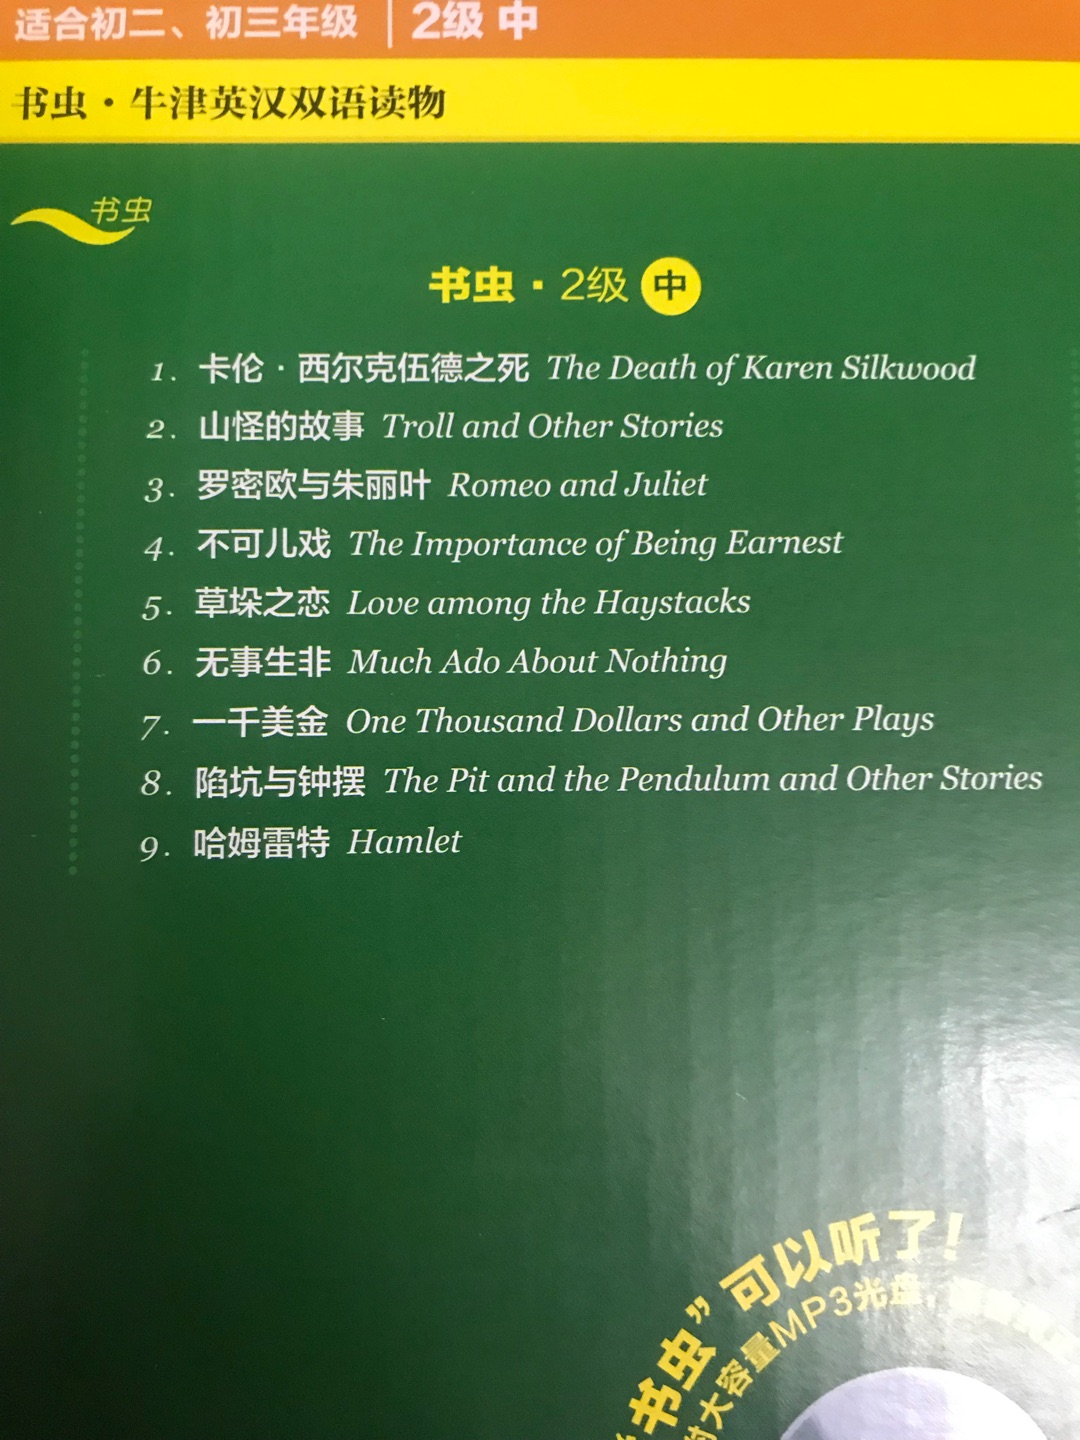 适合初二、初三年级 | 2级 中
书虫·牛津英汉双语读物
书虫
书虫·2级 中
1. 卡伦·西尔克伍德之死 The Death of Karen Silkwood
2. 山怪的故事 Troll and Other Stories
3. 罗密欧与朱丽叶 Romeo and Juliet
4. 不可儿戏 The Importance of Being Earnest
5. 草垛之恋 Love among the Haystacks
6. 无事生非 Much Ado About Nothing
7. 一千美金 One Thousand Dollars and Other Plays
8. 陷坑与钟摆 The Pit and the Pendulum and Other Stories
9. 哈姆雷特 Hamlet
“书虫”可以听了!
附大容量MP3光盘,